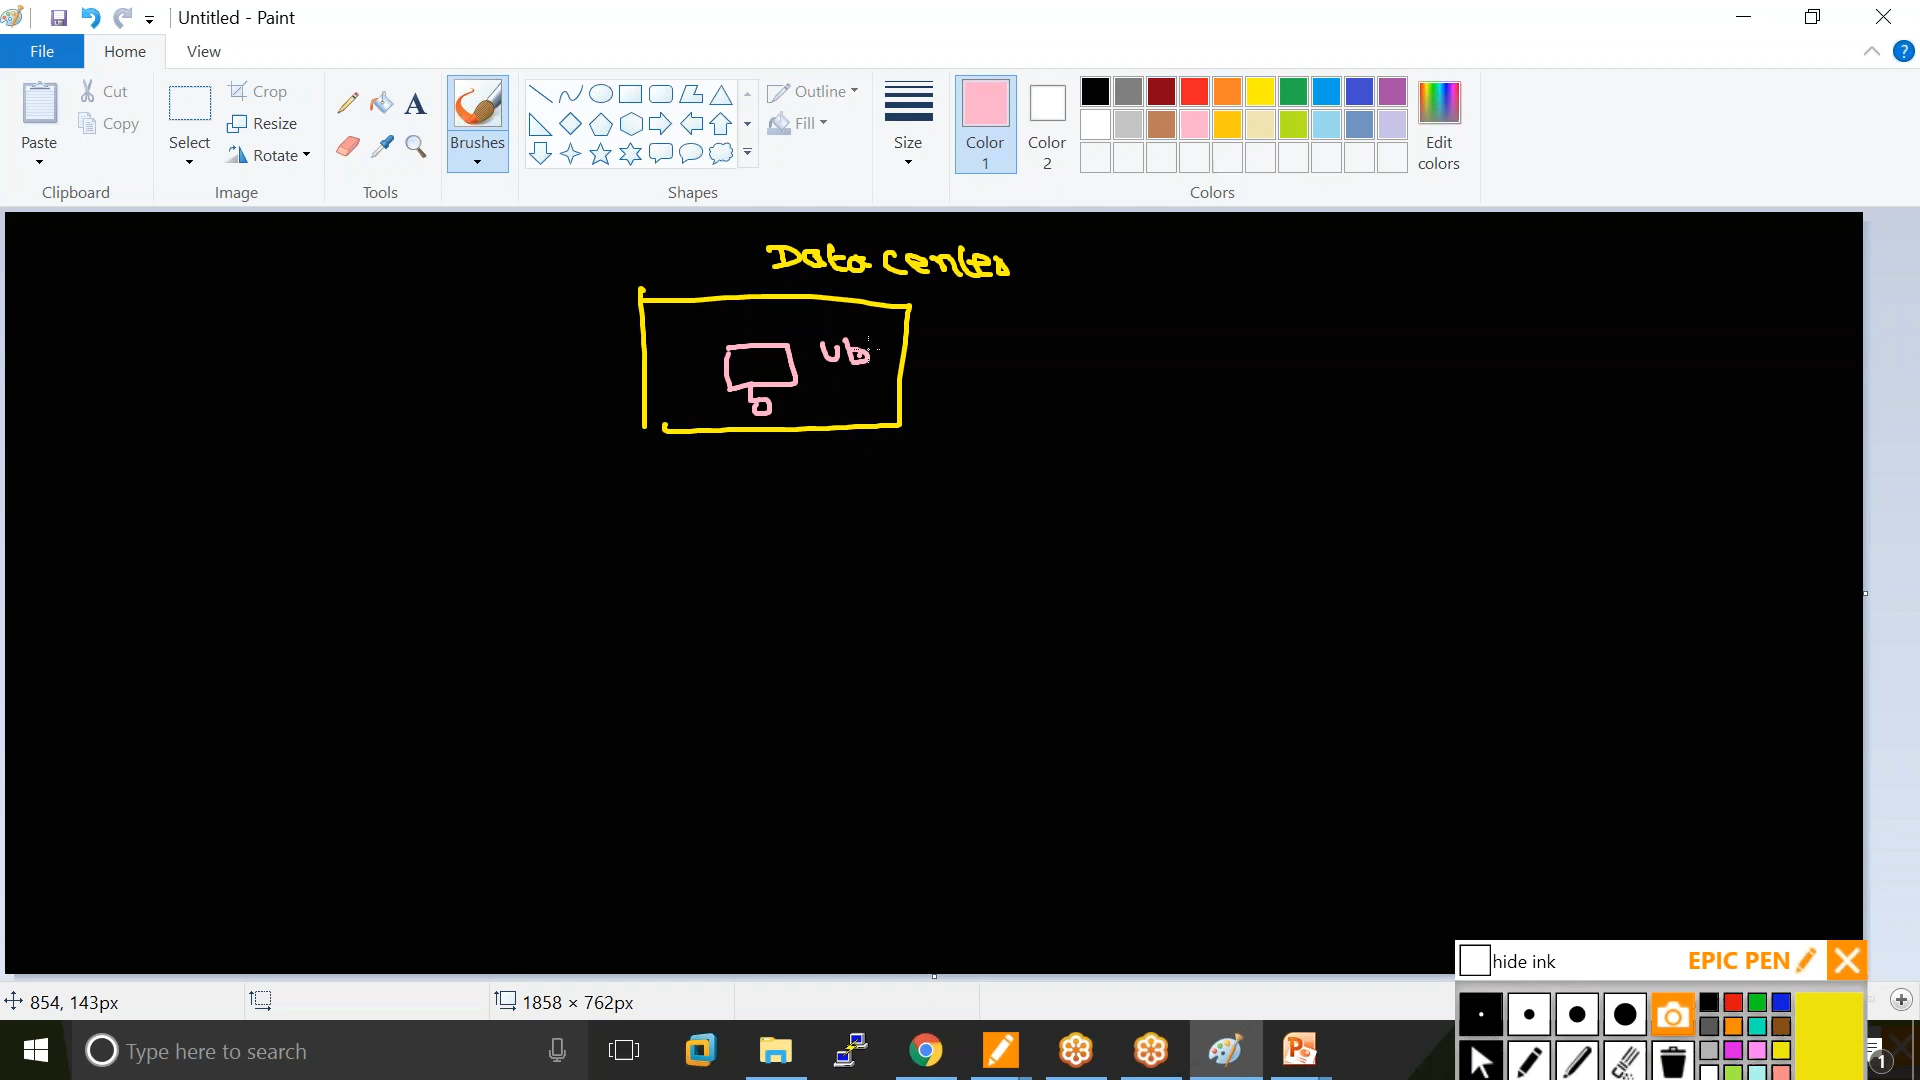 Untitled - Paint
File Home View
Paste
Cut
Copy
Clipboard
Select
Crop
Resize
Rotate
Image
A
Tools
Brushes
Shapes
Outline
Fill
Size
Color 1
Color 2
Edit colors
Colors
?
Data Center
Ub
hide ink
EPIC PEN
854, 143px
1858 × 762px
Type here to search
1